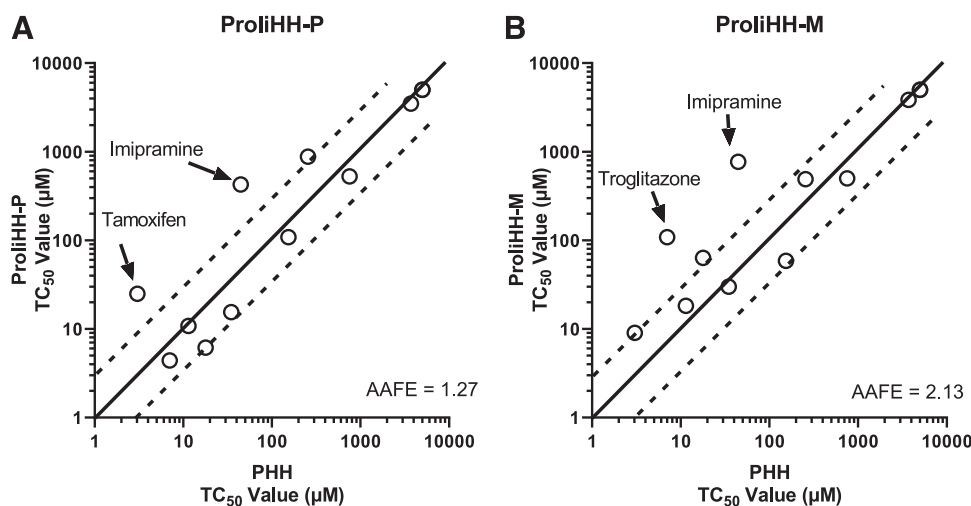 A
ProliHH-P
ProliHH-P
TC50 Value (µM)
10000
1000
100
10
1
Imipramine
Tamoxifen
AAFE = 1.27
1 10 100 1000 10000
PHH
TC50 Value (µM)
B
ProliHH-M
ProliHH-M
TC50 Value (µM)
10000
1000
100
10
1
Imipramine
Troglitazone
AAFE = 2.13
1 10 100 1000 10000
PHH
TC50 Value (µM)